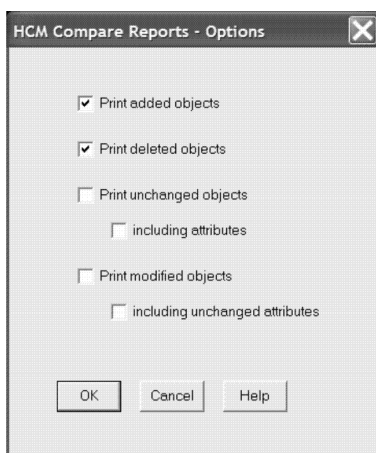 HCM Compare Reports - Options
Print added objects
Print deleted objects
Print unchanged objects
including attributes
Print modified objects
including unchanged attributes
OK Cancel Help